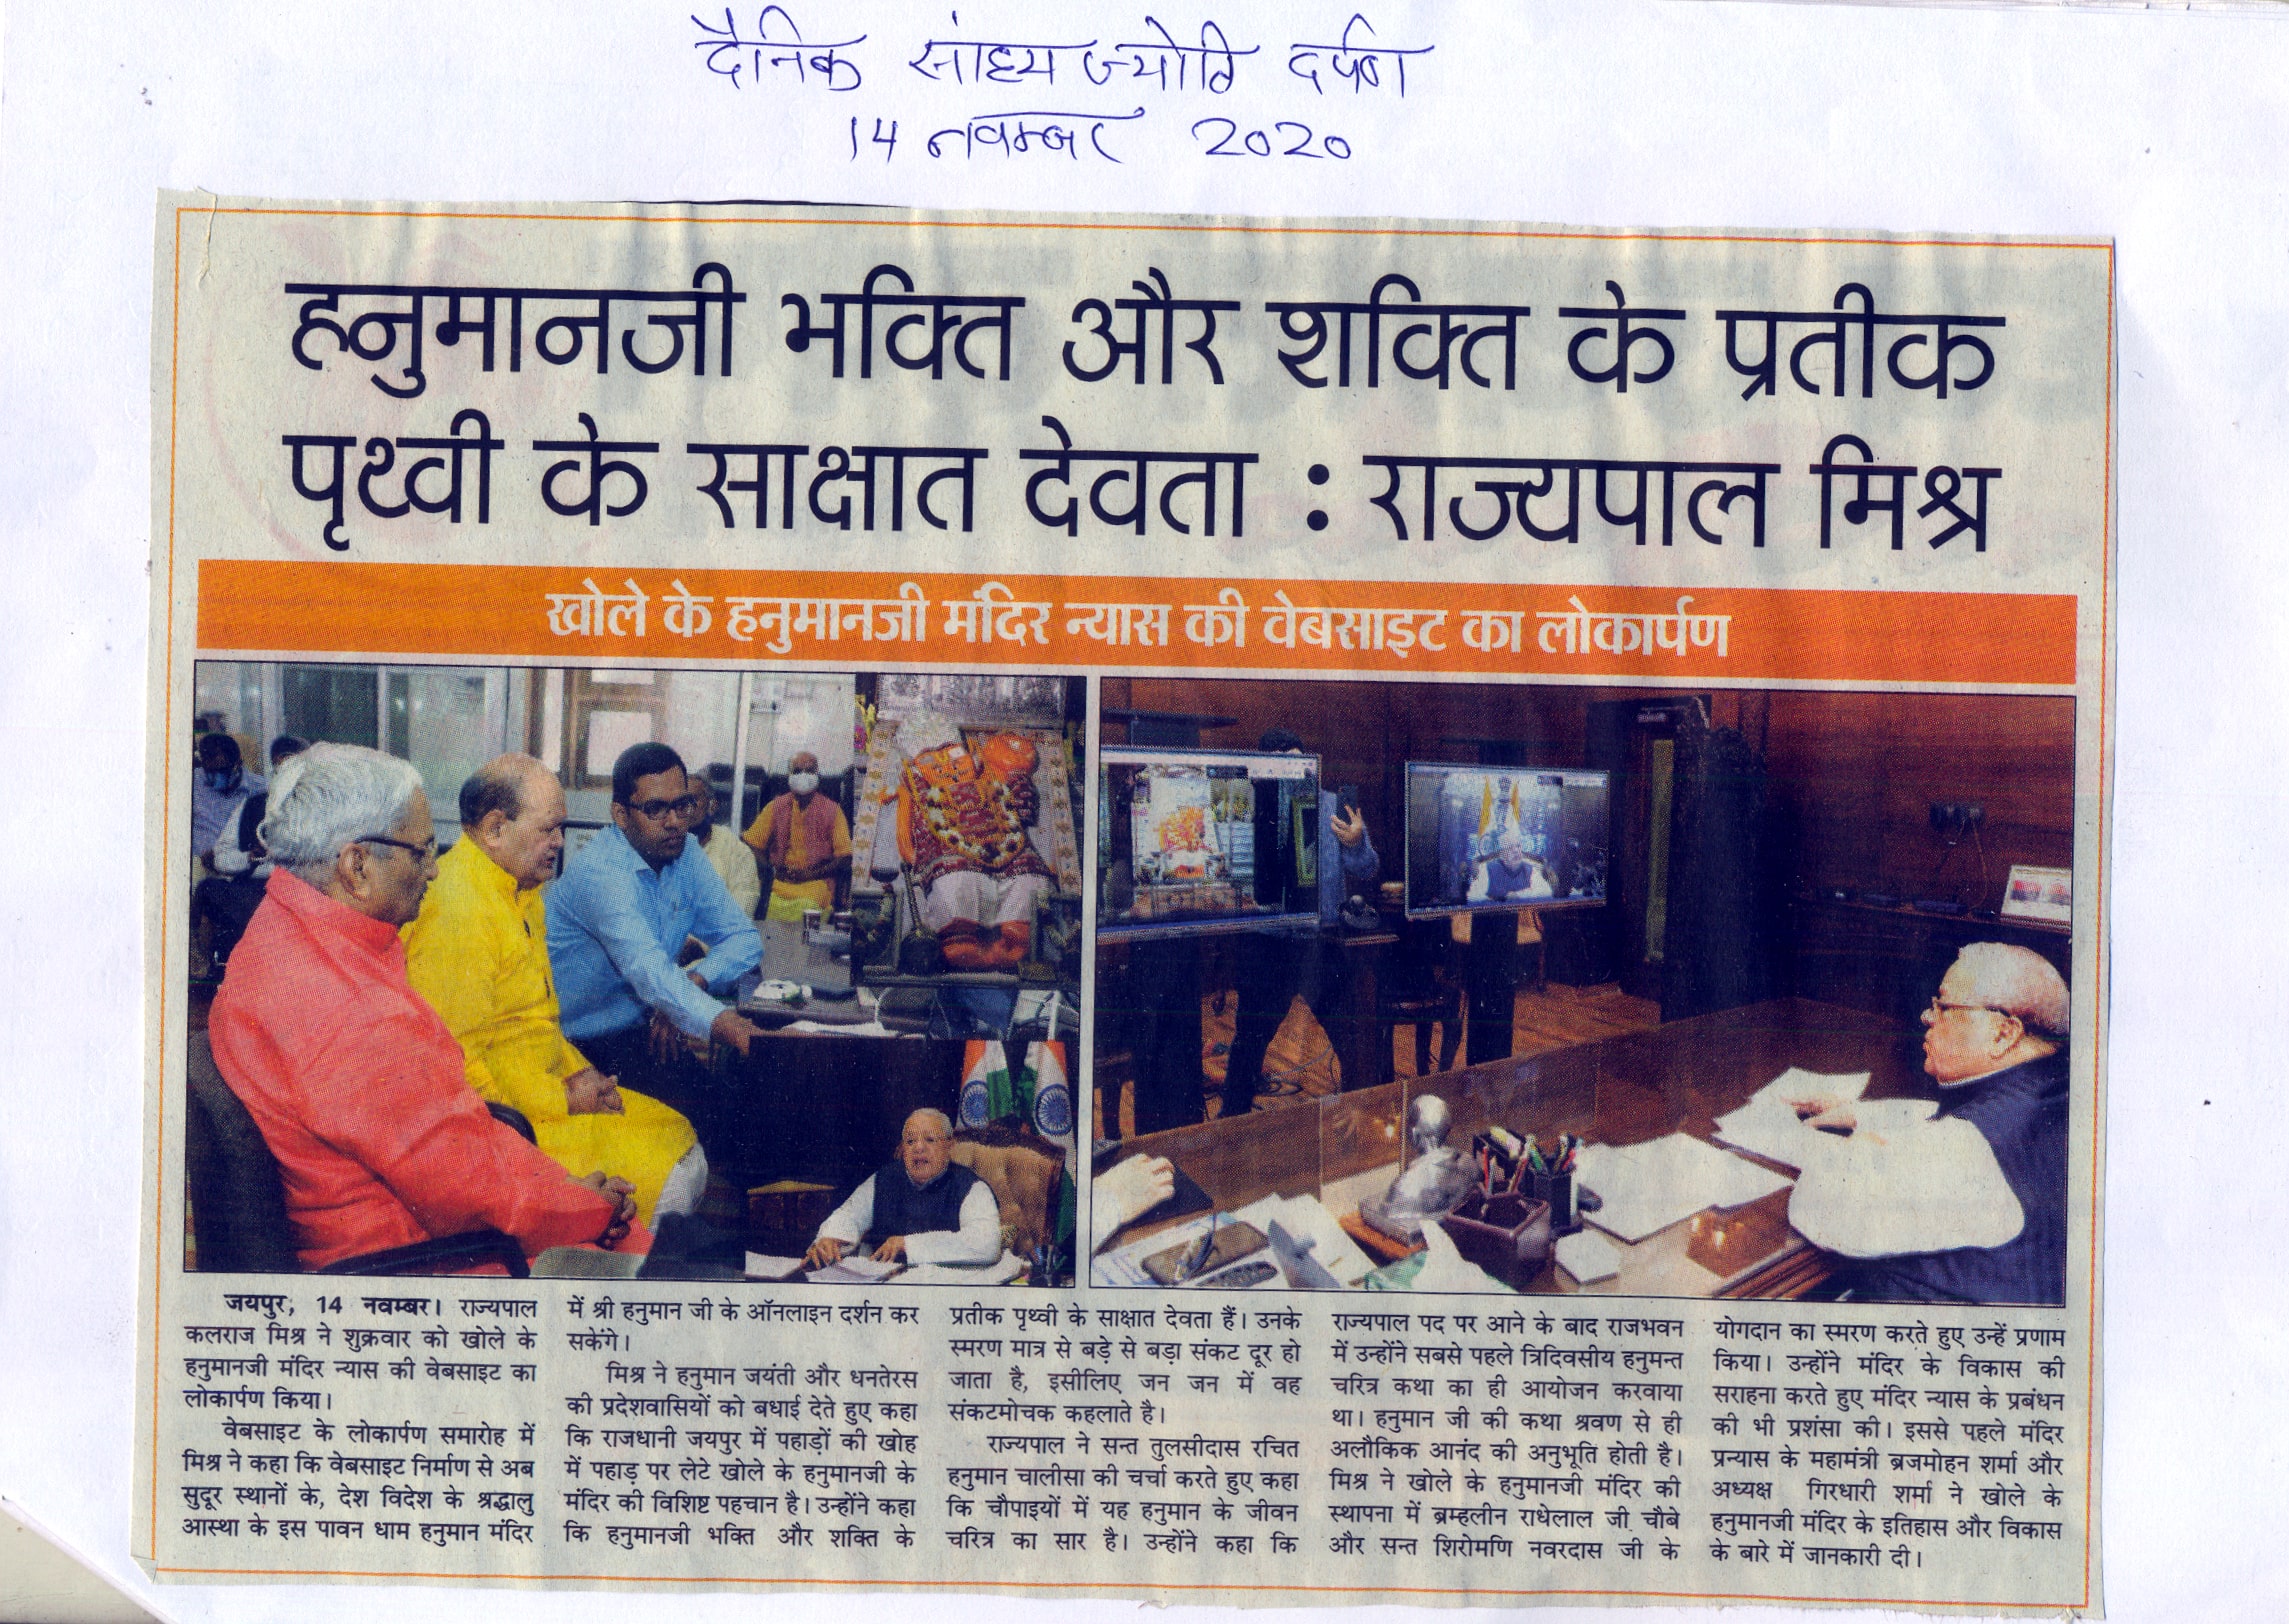 दैनिक सांध्य ज्योति दर्पण
14 नवम्बर 2020
हनुमानजी भक्ति और शक्ति के प्रतीक
पृथ्वी के साक्षात देवता : राज्यपाल मिश्र
खोले के हनुमानजी मंदिर न्यास की वेबसाइट का लोकार्पण
जयपुर, 14 नवम्बर। राज्यपाल
कलराज मिश्र ने शुक्रवार को खोले के
हनुमानजी मंदिर न्यास की वेबसाइट का
लोकार्पण किया।
वेबसाइट के लोकार्पण समारोह में
मिश्र ने कहा कि वेबसाइट निर्माण से अब
सुदूर स्थानों के, देश विदेश के श्रद्धालु
आस्था के इस पावन धाम हनुमान मंदिर
में श्री हनुमान जी के ऑनलाइन दर्शन कर
सकेंगे।
मिश्र ने हनुमान जयंती और धनतेरस
की प्रदेशवासियों को बधाई देते हुए कहा
कि राजधानी जयपुर में पहाड़ों की खोह
में पहाड़ पर लेटे खोले के हनुमानजी के
मंदिर की विशिष्ट पहचान है। उन्होंने कहा
कि हनुमानजी भक्ति और शक्ति के
प्रतीक पृथ्वी के साक्षात देवता हैं। उनके
स्मरण मात्र से बड़े से बड़ा संकट दूर हो
जाता है, इसीलिए जन जन में वह
संकटमोचक कहलाते है।
राज्यपाल ने सन्त तुलसीदास रचित
हनुमान चालीसा की चर्चा करते हुए कहा
कि चौपाइयों में यह हनुमान के जीवन
चरित्र का सार है। उन्होंने कहा कि
राज्यपाल पद पर आने के बाद राजभवन
में उन्होंने सबसे पहले त्रिदिवसीय हनुमन्त
चरित्र कथा का ही आयोजन करवाया
था। हनुमान जी की कथा श्रवण से ही
अलौकिक आनंद की अनुभूति होती है।
मिश्र ने खोले के हनुमानजी मंदिर की
स्थापना में ब्रम्हलीन राधेलाल जी चौबे
और सन्त शिरोमणि नवरदास जी के
योगदान का स्मरण करते हुए उन्हें प्रणाम
किया। उन्होंने मंदिर के विकास की
सराहना करते हुए मंदिर न्यास के प्रबंधन
की भी प्रशंसा की। इससे पहले मंदिर
प्रन्यास के महामंत्री ब्रजमोहन शर्मा और
अध्यक्ष गिरधारी शर्मा ने खोले के
हनुमानजी मंदिर के इतिहास और विकास
के बारे में जानकारी दी।